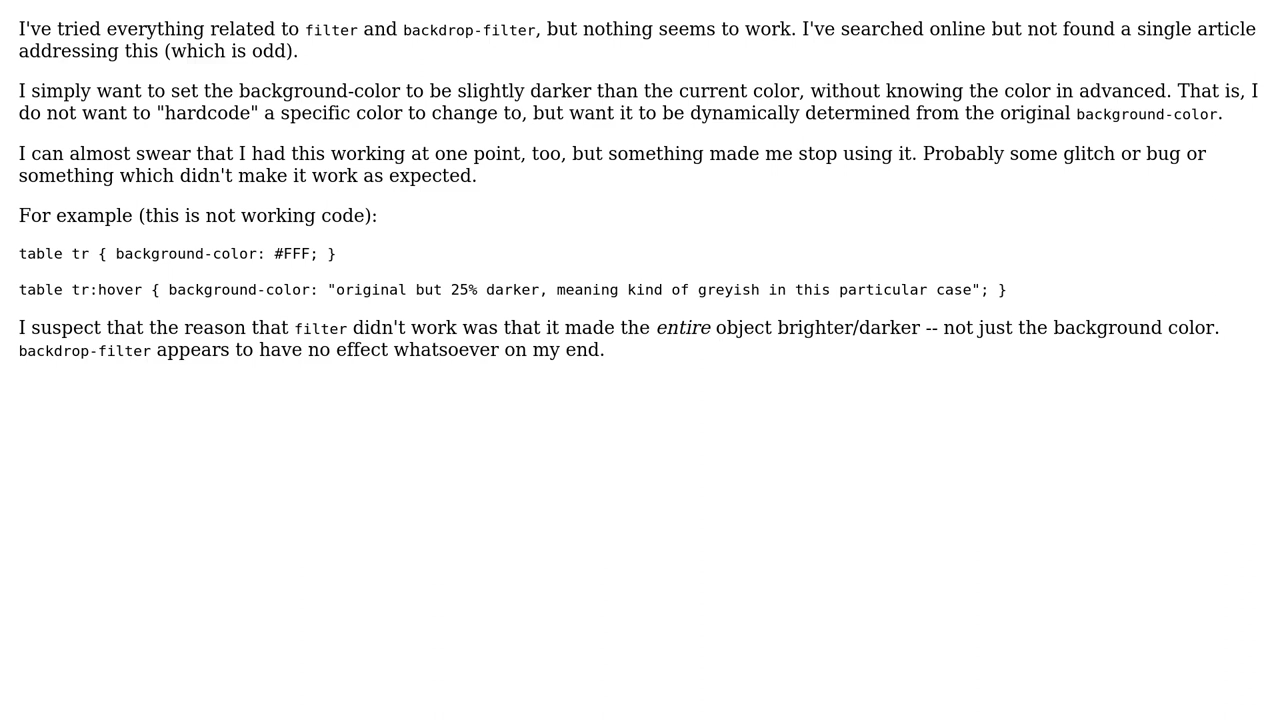 I've tried everything related to filter and backdrop-filter, but nothing seems to work. I've searched online but not found a single article
addressing this (which is odd).
I simply want to set the background-color to be slightly darker than the current color, without knowing the color in advanced. That is, I
do not want to "hardcode" a specific color to change to, but want it to be dynamically determined from the original background-color.
I can almost swear that I had this working at one point, too, but something made me stop using it. Probably some glitch or bug or
something which didn't make it work as expected.
For example (this is not working code):
table tr { background-color: #FFF; }
table tr:hover { background-color: "original but 25% darker, meaning kind of greyish in this particular case"; }
I suspect that the reason that filter didn't work was that it made the entire object brighter/darker -- not just the background color.
backdrop-filter appears to have no effect whatsoever on my end.